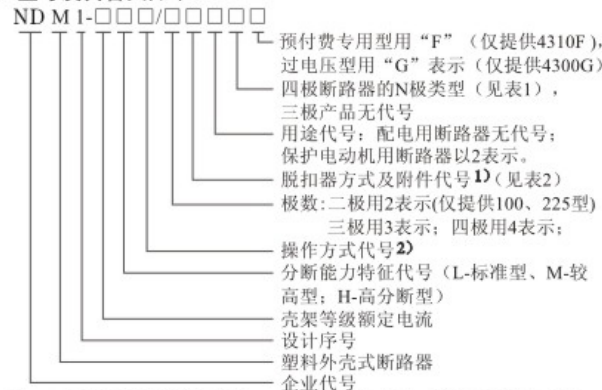 ND M 1-□□□/□□□□□
预付费专用型用“F”（仅提供4310F），
过电压型用“G”表示（仅提供4300G）
四极断路器的N极类型（见表1），
三极产品无代号
用途代号：配电用断路器无代号；
保护电动机用断路器以2表示。
脱扣器方式及附件代号1)（见表2）
极数:二极用2表示(仅提供100、225型)
三极用3表示；四极用4表示；
操作方式代号2)
分断能力特征代号（L-标准型、M-较
高型；H-高分断型）
壳架等级额定电流
设计序号
塑料外壳式断路器
企业代号